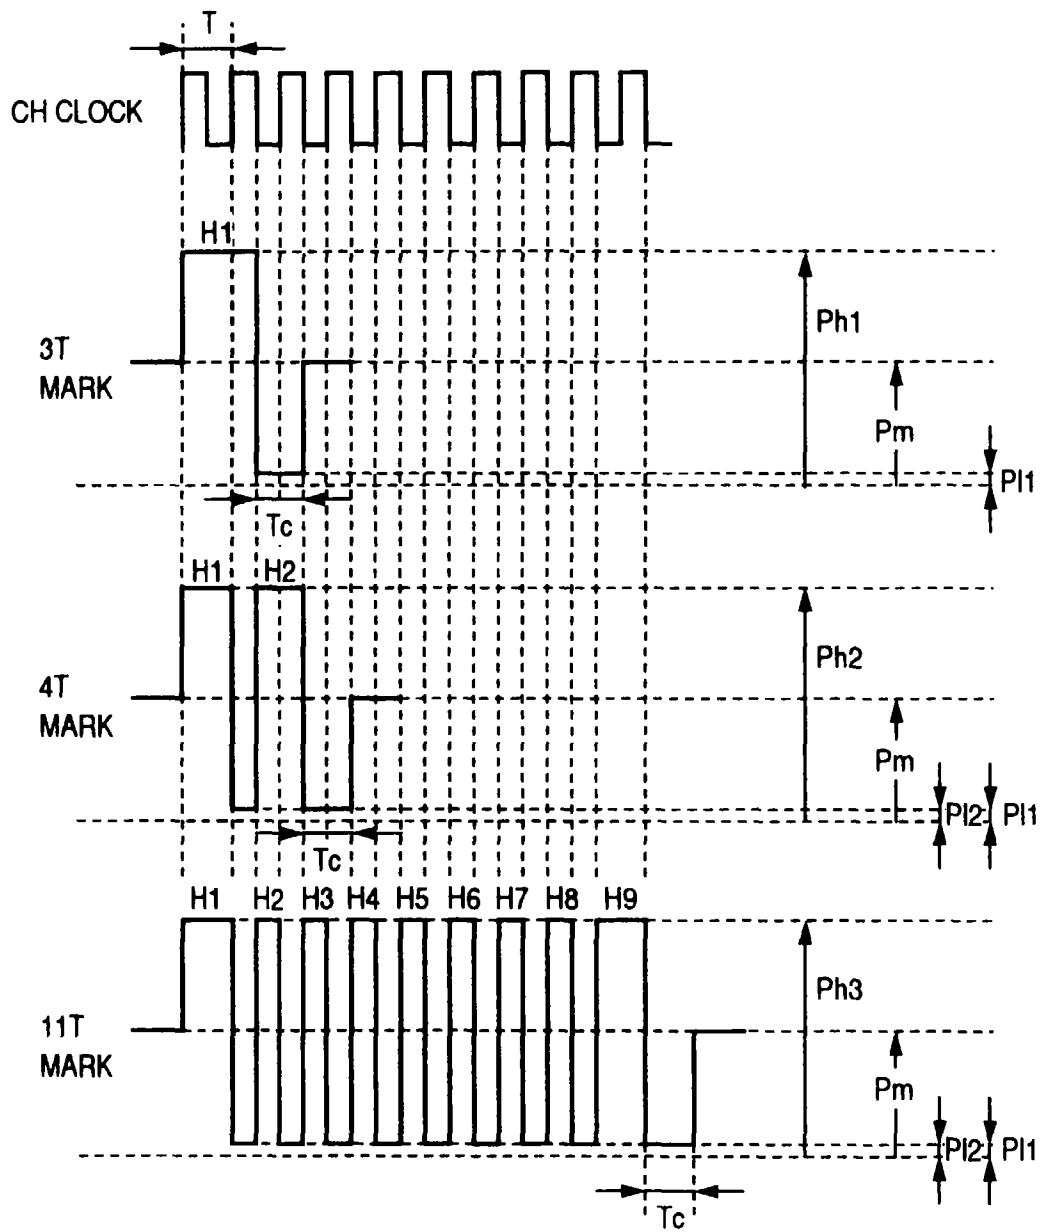 T
CH CLOCK
H1
Ph1
3T
MARK
Pm
Pl1
Tc
H1 H2
Ph2
4T
MARK
Pm
Pl2 Pl1
Tc
H1 H2 H3 H4 H5 H6 H7 H8 H9
Ph3
11T
MARK
Pm
Pl2 Pl1
Tc